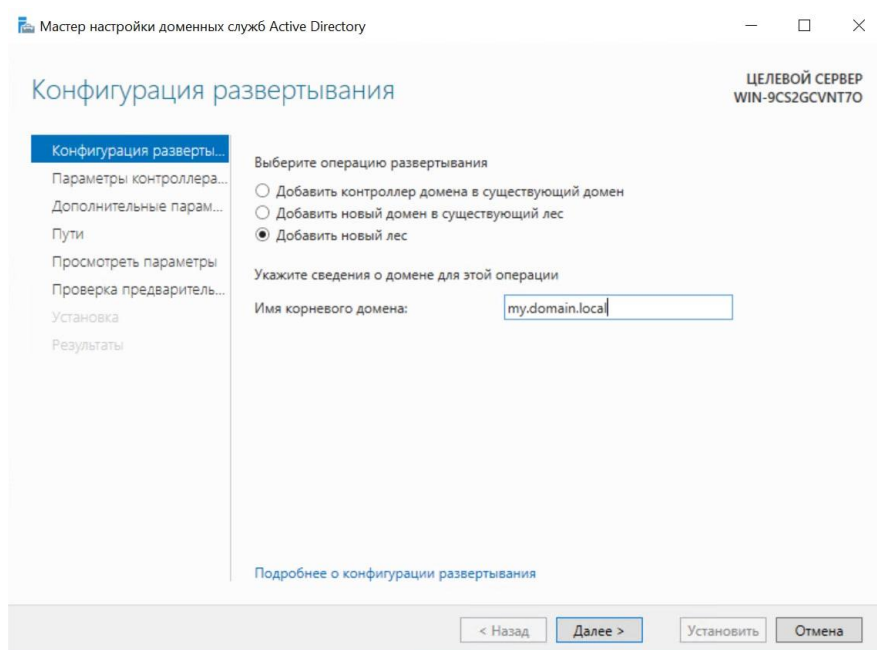 Мастер настройки доменных служб Active Directory
Конфигурация развертывания
ЦЕЛЕВОЙ СЕРВЕР
WIN-9CS2GCVNT7O
Конфигурация разверты...
Параметры контроллера...
Дополнительные парам...
Пути
Просмотреть параметры
Проверка предваритель...
Установка
Результаты
Выберите операцию развертывания
Добавить контроллер домена в существующий домен
Добавить новый домен в существующий лес
Добавить новый лес
Укажите сведения о домене для этой операции
Имя корневого домена: my.domain.local
Подробнее о конфигурации развертывания
< Назад Далее > Установить Отмена